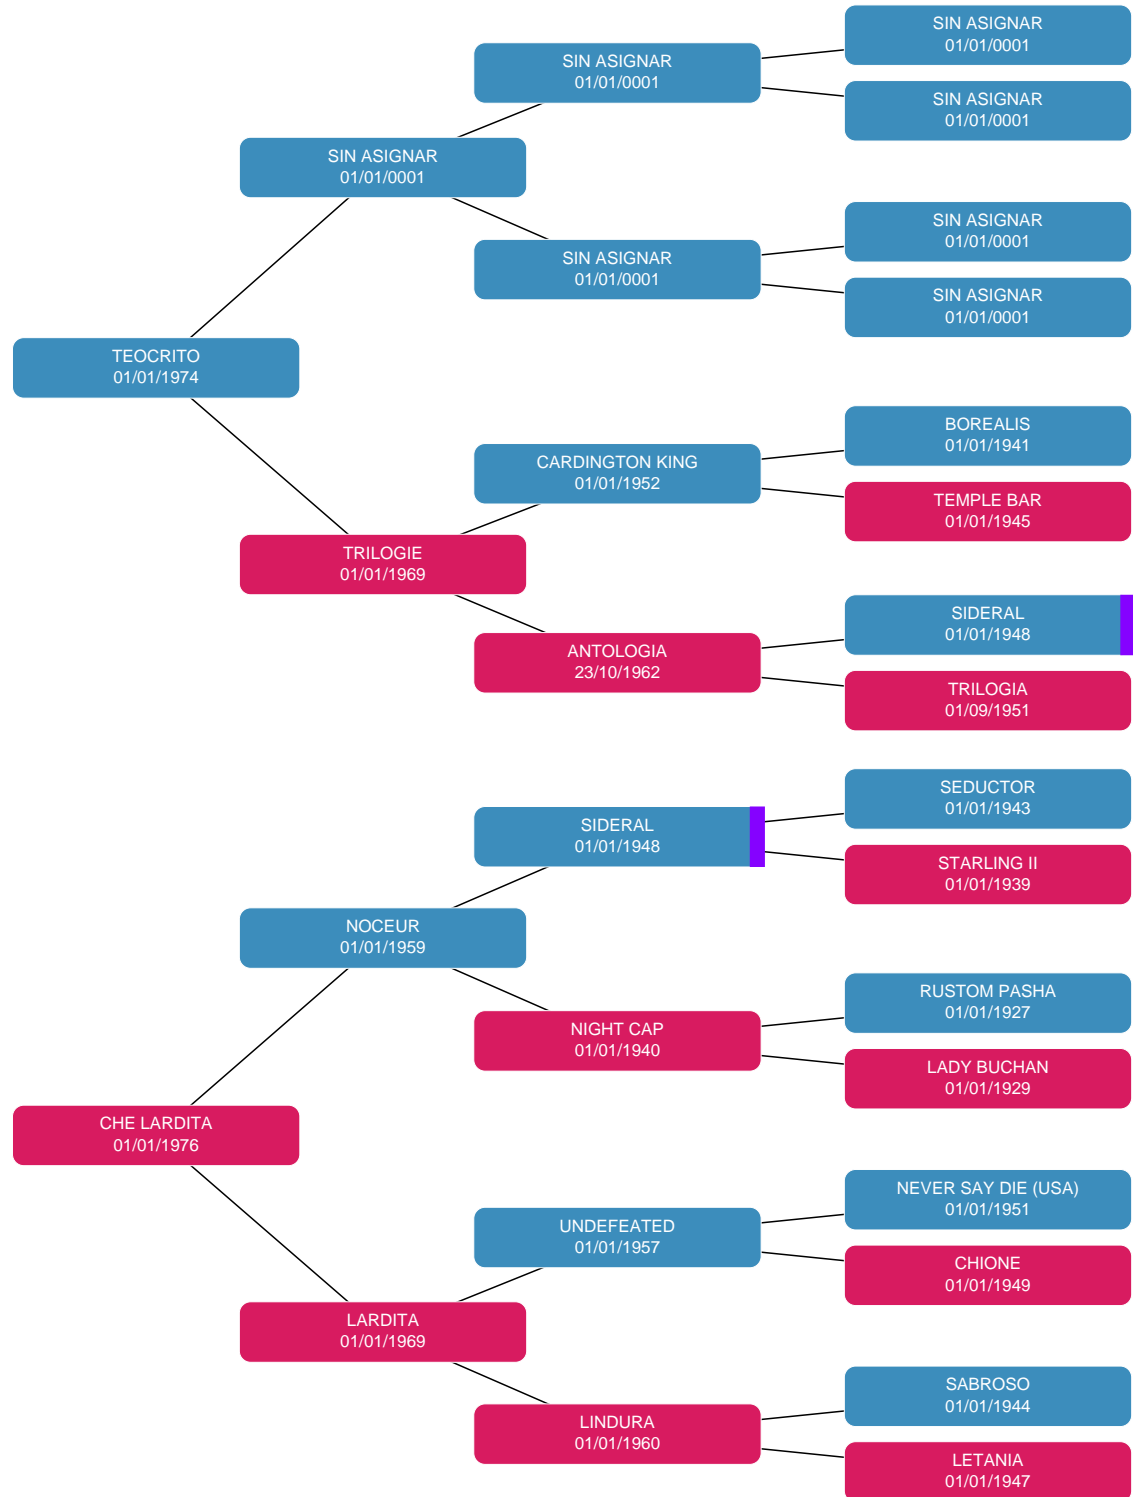 SIN ASIGNAR
01/01/0001
SIN ASIGNAR
01/01/0001
SIN ASIGNAR
01/01/0001
SIN ASIGNAR
01/01/0001
SIN ASIGNAR
01/01/0001
SIN ASIGNAR
01/01/0001
SIN ASIGNAR
01/01/0001
TEOCRITO
01/01/1974
BOREALIS
01/01/1941
CARDINGTON KING
01/01/1952
TEMPLE BAR
01/01/1945
TRILOGIE
01/01/1969
SIDERAL
01/01/1948
ANTOLOGIA
23/10/1962
TRILOGIA
01/09/1951
SEDUCTOR
01/01/1943
SIDERAL
01/01/1948
STARLING II
01/01/1939
NOCEUR
01/01/1959
RUSTOM PASHA
01/01/1927
NIGHT CAP
01/01/1940
LADY BUCHAN
01/01/1929
CHE LARDITA
01/01/1976
NEVER SAY DIE (USA)
01/01/1951
UNDEFEATED
01/01/1957
CHIONE
01/01/1949
LARDITA
01/01/1969
SABROSO
01/01/1944
LINDURA
01/01/1960
LETANIA
01/01/1947